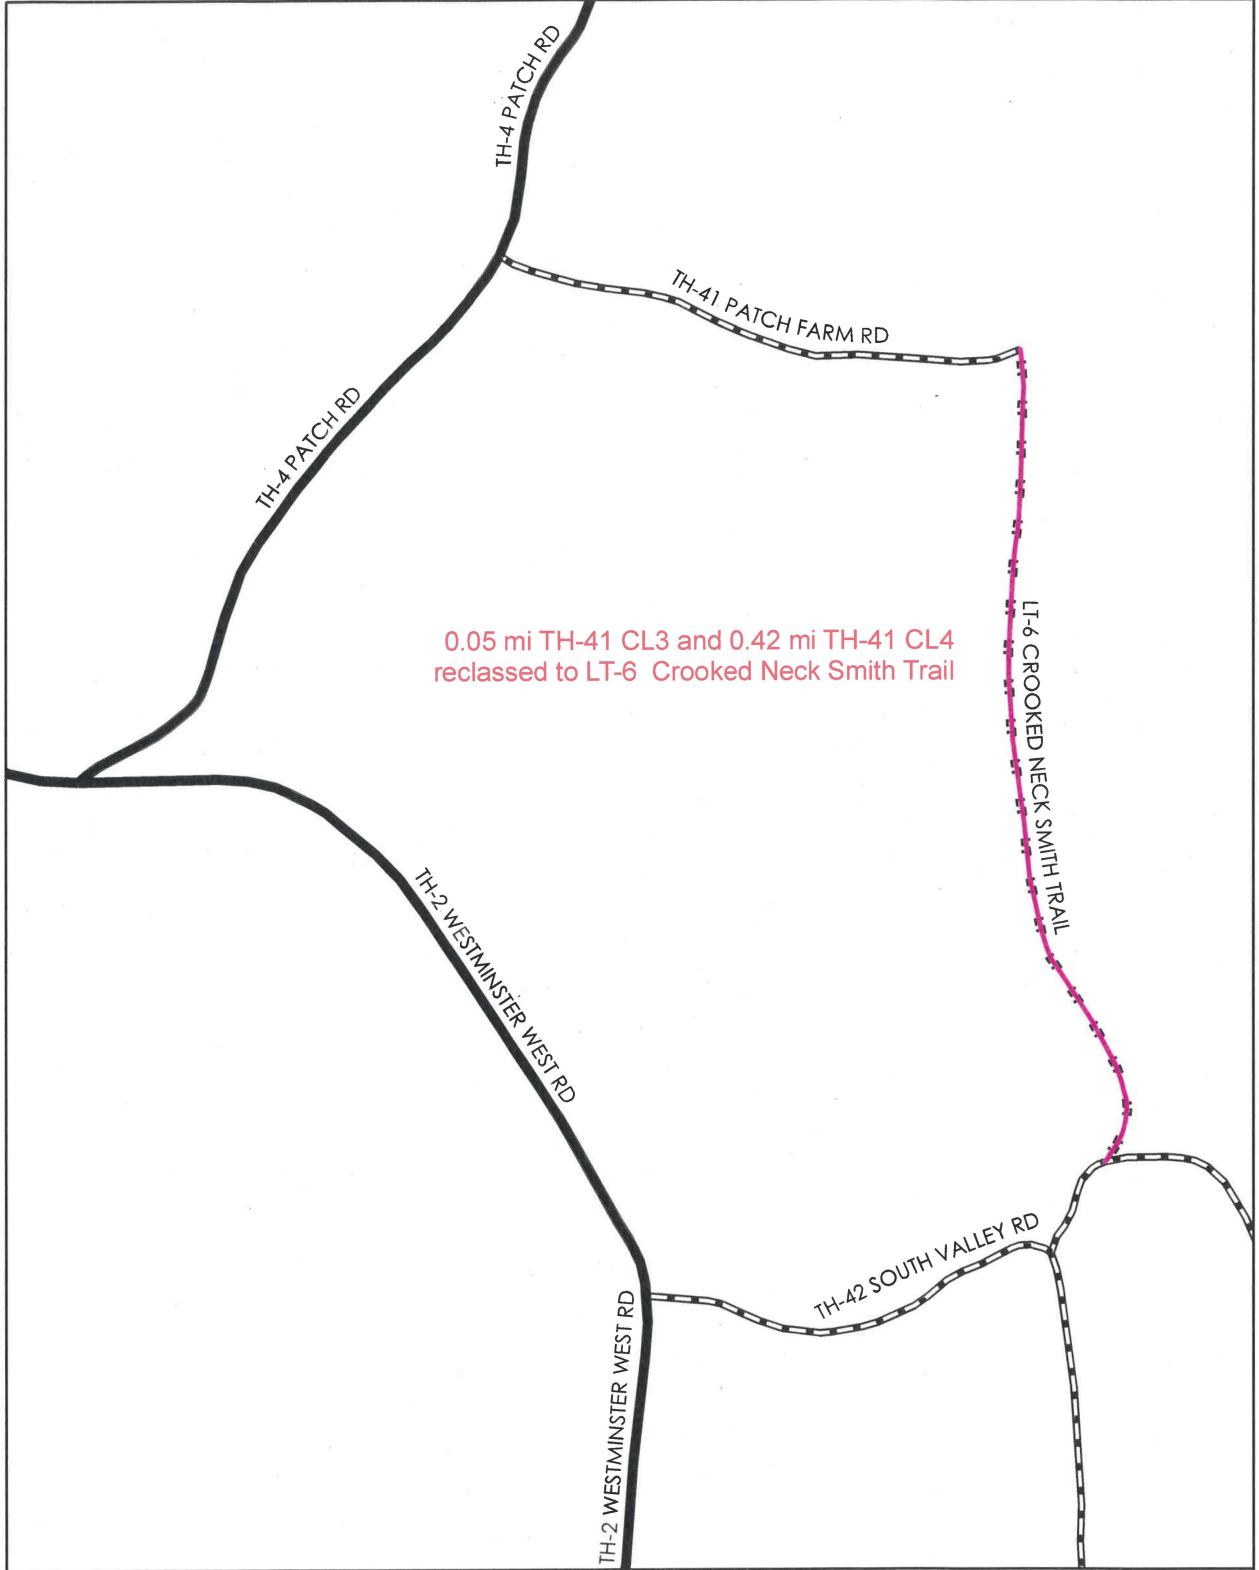 TH-4 PATCH RD
TH-41 PATCH FARM RD
TH-4 PATCH RD
0.05 mi TH-41 CL3 and 0.42 mi TH-41 CL4
reclassed to LT-6 Crooked Neck Smith Trail
LT-6 CROOKED NECK SMITH TRAIL
TH-2 WESTMINSTER WEST RD
TH-42 SOUTH VALLEY RD
TH-2 WESTMINSTER WEST RD